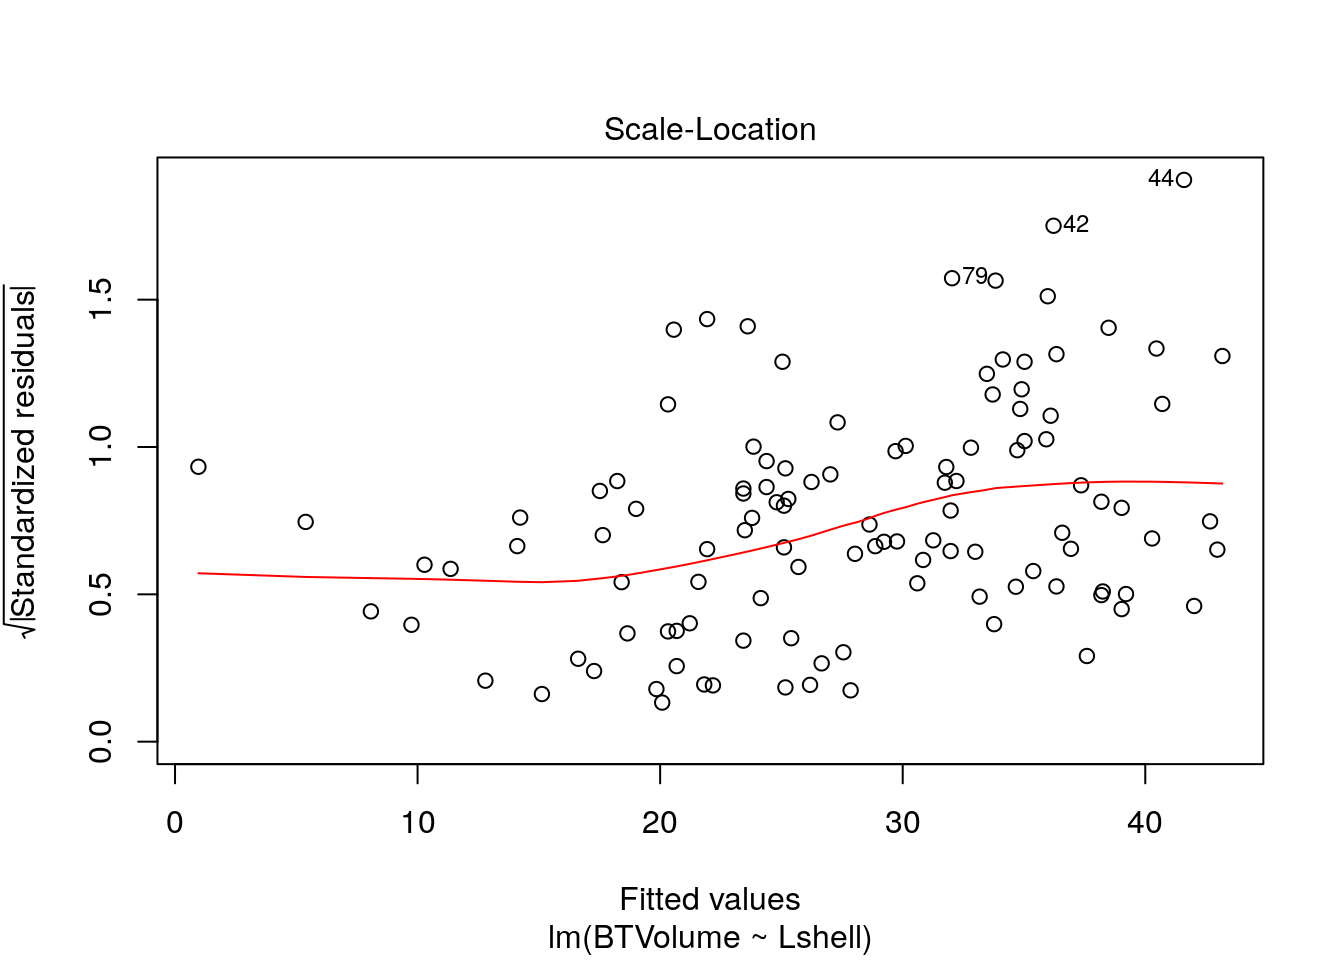 Scale-Location
44
42
79
√|Standardized residuals|
1.5
1.0
0.5
0.0
0 10 20 30 40
Fitted values
lm(BTVolume ~ Lshell)